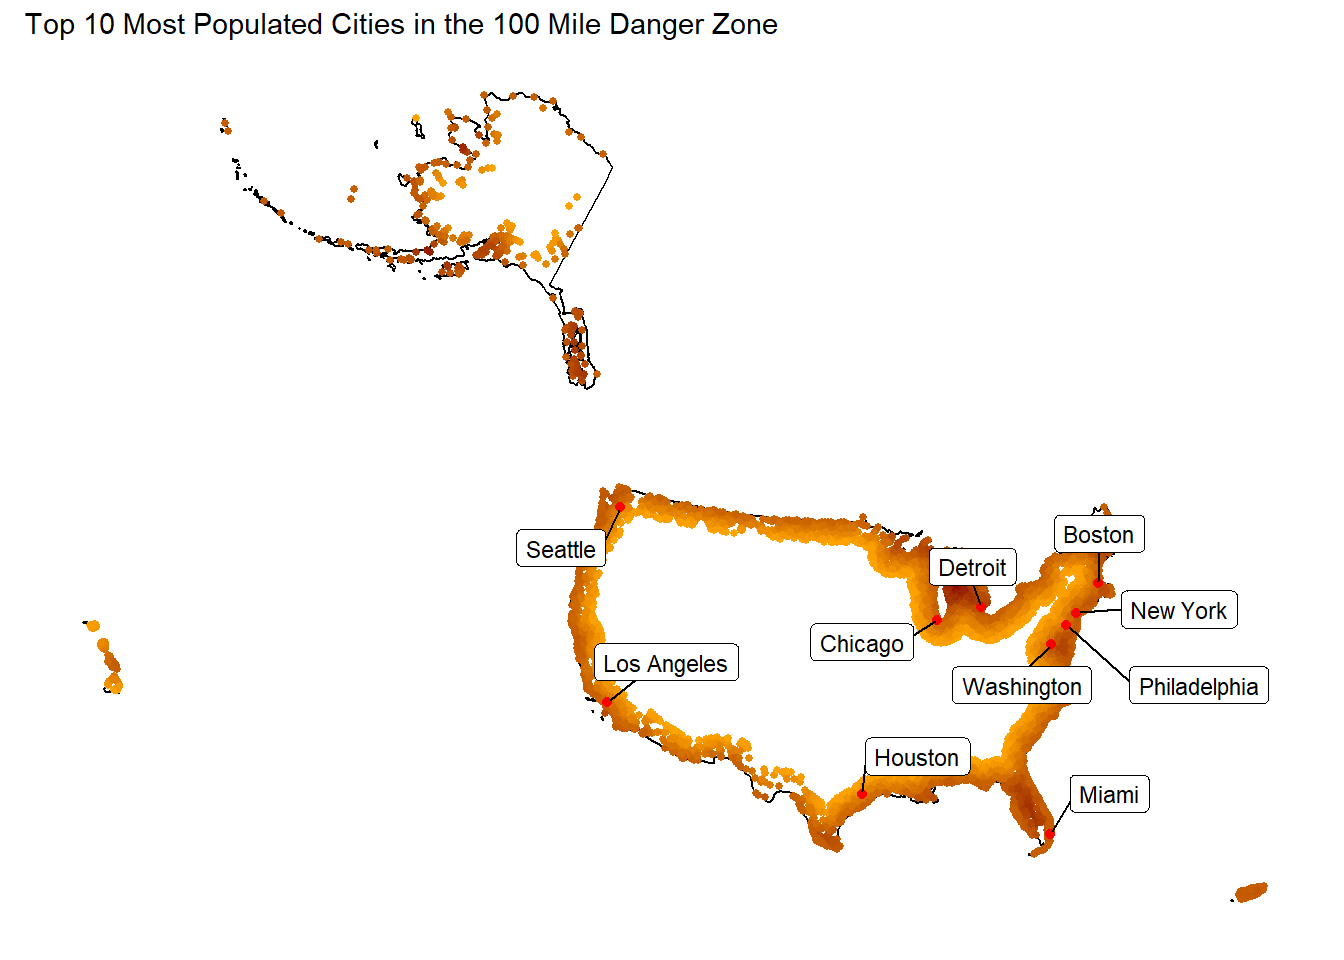 Top 10 Most Populated Cities in the 100 Mile Danger Zone
Boston
Seattle
Detroit
New York
Chicago
Los Angeles
Washington
Philadelphia
Houston
Miami